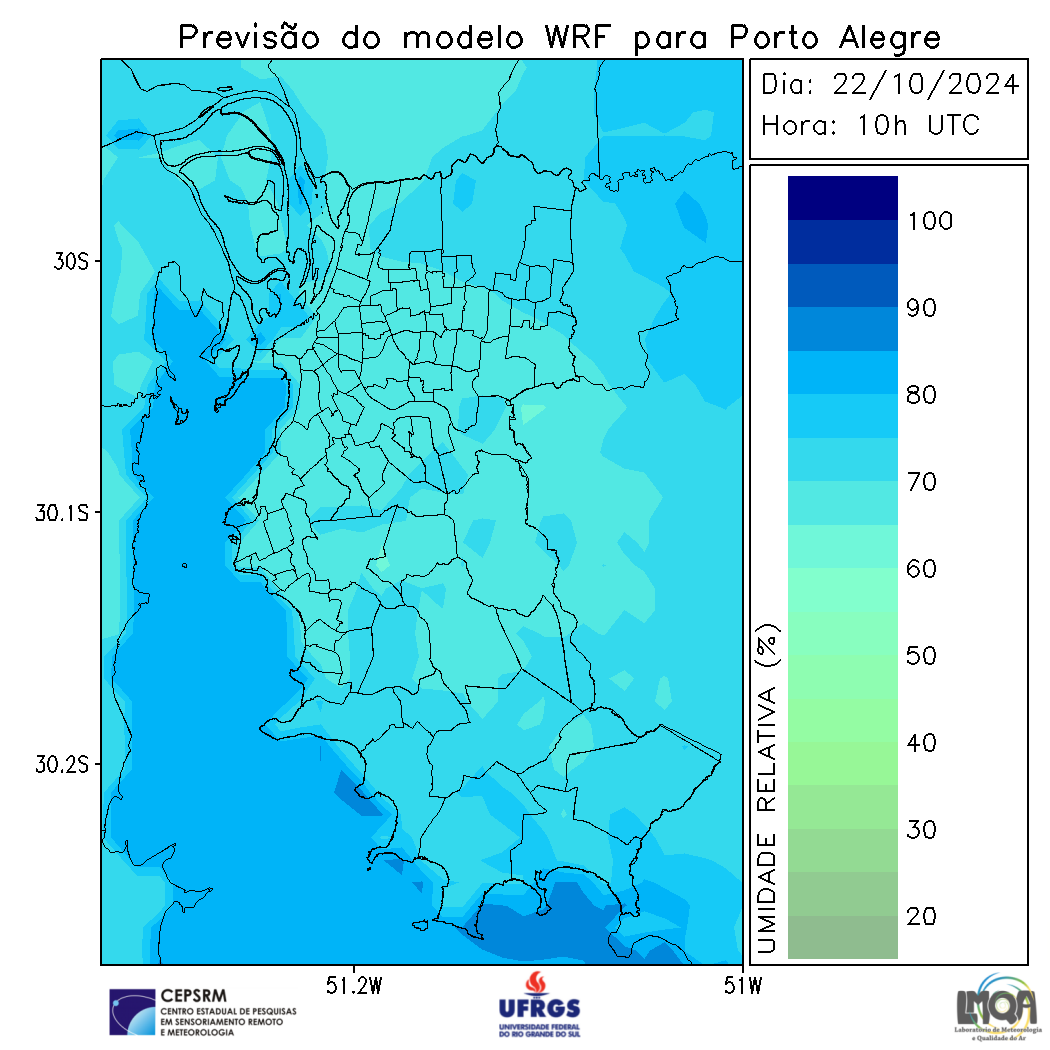 Previsão do modelo WRF para Porto Alegre
Dia: 22/10/2024
Hora: 10h UTC
30S
30.1S
30.2S
51.2W
51W
100
90
80
70
60
50
40
30
20
UMIDADE RELATIVA (%)
CEPSRM
CENTRO ESTADUAL DE PESQUISAS
EM SENSORIAMENTO REMOTO
E METEOROLOGIA
UFRGS
UNIVERSIDADE FEDERAL
DO RIO GRANDE DO SUL
LMQA
Laboratório de Meteorologia
e Qualidade do Ar